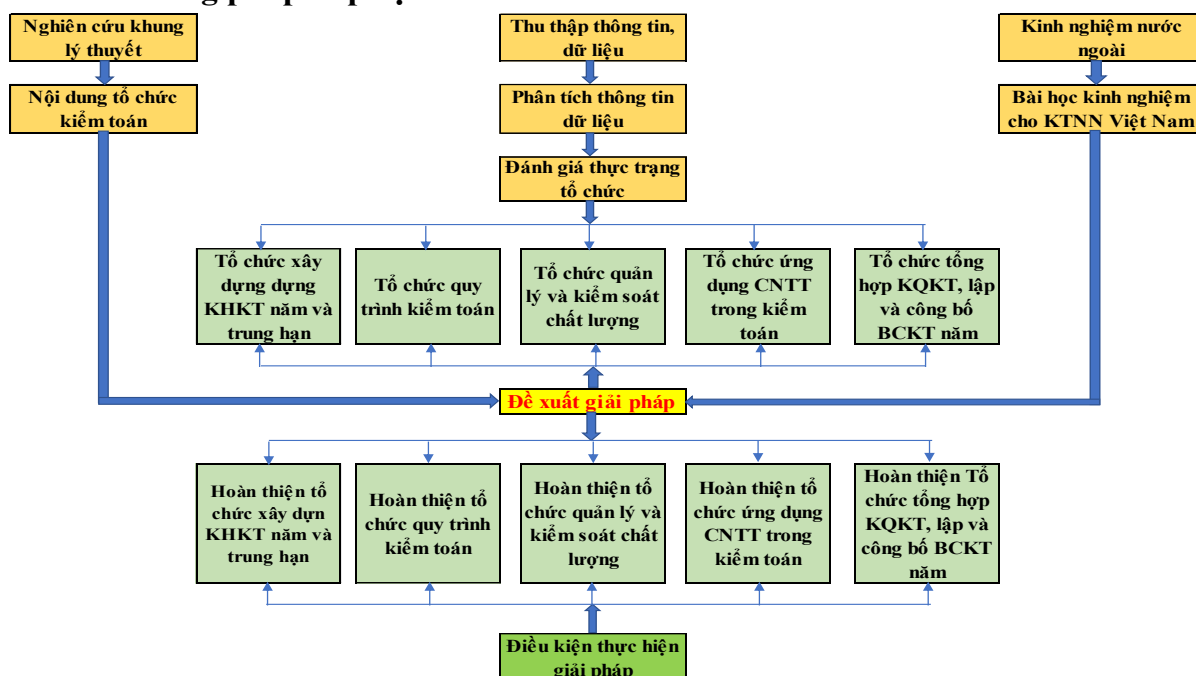 Nghiên cứu khung
lý thuyết
Thu thập thông tin,
dữ liệu
Kinh nghiệm nước
ngoài
Nội dung tổ chức
kiểm toán
Phân tích thông tin
dữ liệu
Bài học kinh nghiệm
cho KTNN Việt Nam
Đánh giá thực trạng
tổ chức
Tổ chức xây
dựng dựng
KHKT năm và
trung hạn
Tổ chức quy
trình kiểm toán
Tổ chức quản
lý và kiểm soát
chất lượng
Tổ chức ứng
dụng CNTT
trong kiểm
toán
Tổ chức tổng
hợp KQKT, lập
và công bố
BCKT năm
Đề xuất giải pháp
Hoàn thiện tổ
chức xây dựn
KHKT năm và
trung hạn
Hoàn thiện tổ
chức quy trình
kiểm toán
Hoàn thiện tổ
chức quản lý và
kiểm soát chất
lượng
Hoàn thiện tổ
chức ứng dụng
CNTT trong
kiểm toán
Hoàn thiện Tổ
chức tổng hợp
KQKT, lập và
công bố BCKT
năm
Điều kiện thực hiện
giải pháp